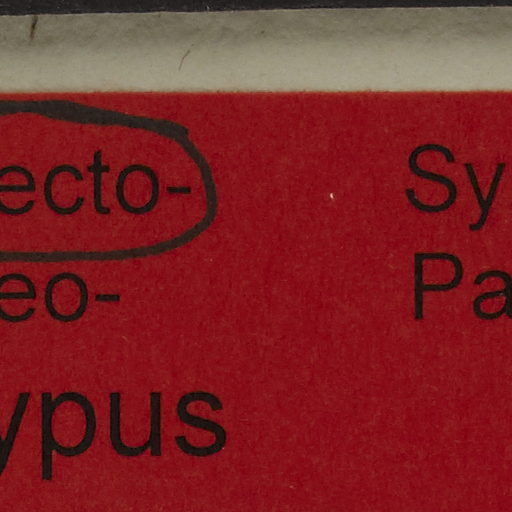 ecto- Sy
eo- Pa
ypus